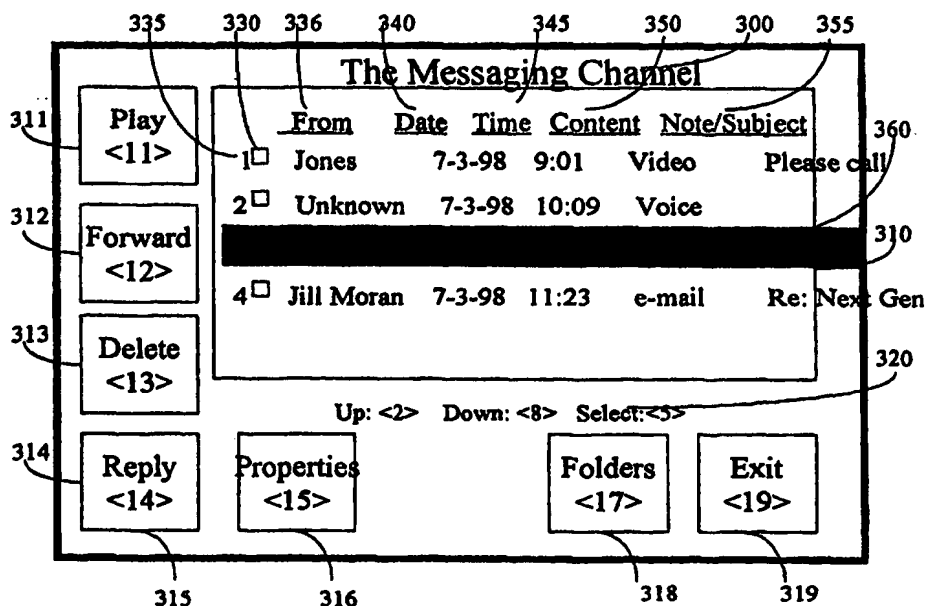 335 330 336 340 345 350 300 355
The Messaging Channel
311 Play <11>
From Date Time Content Note/Subject
360
1 Jones 7-3-98 9:01 Video Please call
2 Unknown 7-3-98 10:09 Voice
312 Forward <12>
310
4 Jill Moran 7-3-98 11:23 e-mail Re: Next Gen
313 Delete <13>
320
Up: <2> Down: <8> Select:<5>
314 Reply <14>
Properties <15>
Folders <17>
Exit <19>
315 316 318 319